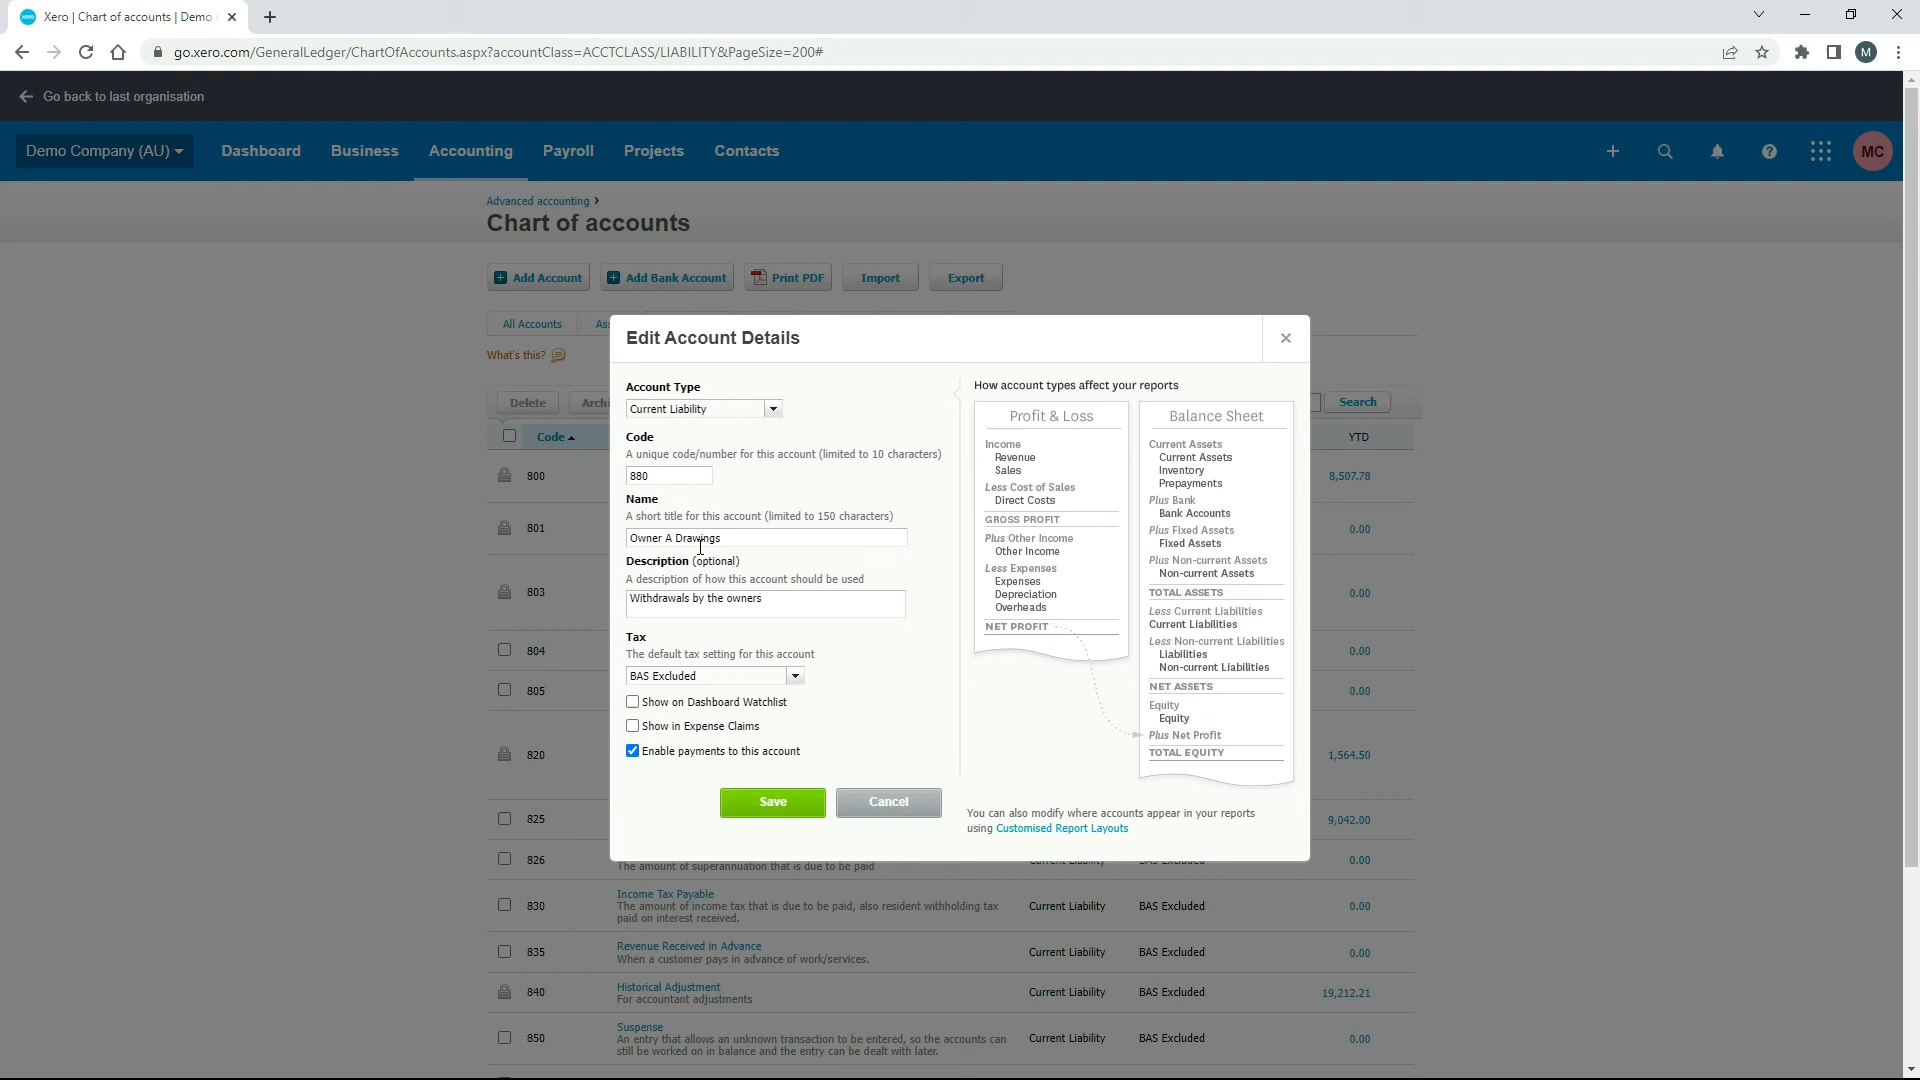 Xero | Chart of accounts | Demo
go.xero.com/GeneralLedger/ChartOfAccounts.aspx?accountClass=ACCTCLASS/LIABILITY&PageSize=200#
M
Go back to last organisation
Demo Company (AU)
Dashboard
Business
Accounting
Payroll
Projects
Contacts
MC
Advanced accounting ›
Chart of accounts
Add Account
Add Bank Account
Print PDF
Import
Export
All Accounts
What's this?
Delete
Search
Code
YTD
800
8,507.78
801
0.00
803
0.00
804
0.00
805
0.00
820
1,564.50
825
9,042.00
826
The amount of superannuation that is due to be paid
0.00
830
Income Tax Payable
The amount of income tax that is due to be paid, also resident withholding tax
paid on interest received.
Current Liability
BAS Excluded
0.00
835
Revenue Received in Advance
When a customer pays in advance of work/services.
Current Liability
BAS Excluded
0.00
840
Historical Adjustment
For accountant adjustments
Current Liability
BAS Excluded
19,212.21
850
Suspense
An entry that allows an unknown transaction to be entered, so the accounts can
still be worked on in balance and the entry can be dealt with later.
Current Liability
BAS Excluded
0.00
Edit Account Details
Account Type
Current Liability
Code
A unique code/number for this account (limited to 10 characters)
880
Name
A short title for this account (limited to 150 characters)
Owner A Drawings
Description (optional)
A description of how this account should be used
Withdrawals by the owners
Tax
The default tax setting for this account
BAS Excluded
Show on Dashboard Watchlist
Show in Expense Claims
Enable payments to this account
Save
Cancel
How account types affect your reports
Profit & Loss
Income
Revenue
Sales
Less Cost of Sales
Direct Costs
GROSS PROFIT
Plus Other Income
Other Income
Less Expenses
Expenses
Depreciation
Overheads
NET PROFIT
Balance Sheet
Current Assets
Current Assets
Inventory
Prepayments
Plus Bank
Bank Accounts
Plus Fixed Assets
Fixed Assets
Plus Non-current Assets
Non-current Assets
TOTAL ASSETS
Less Current Liabilities
Current Liabilities
Less Non-current Liabilities
Liabilities
Non-current Liabilities
NET ASSETS
Equity
Equity
Plus Net Profit
TOTAL EQUITY
You can also modify where accounts appear in your reports
using Customised Report Layouts